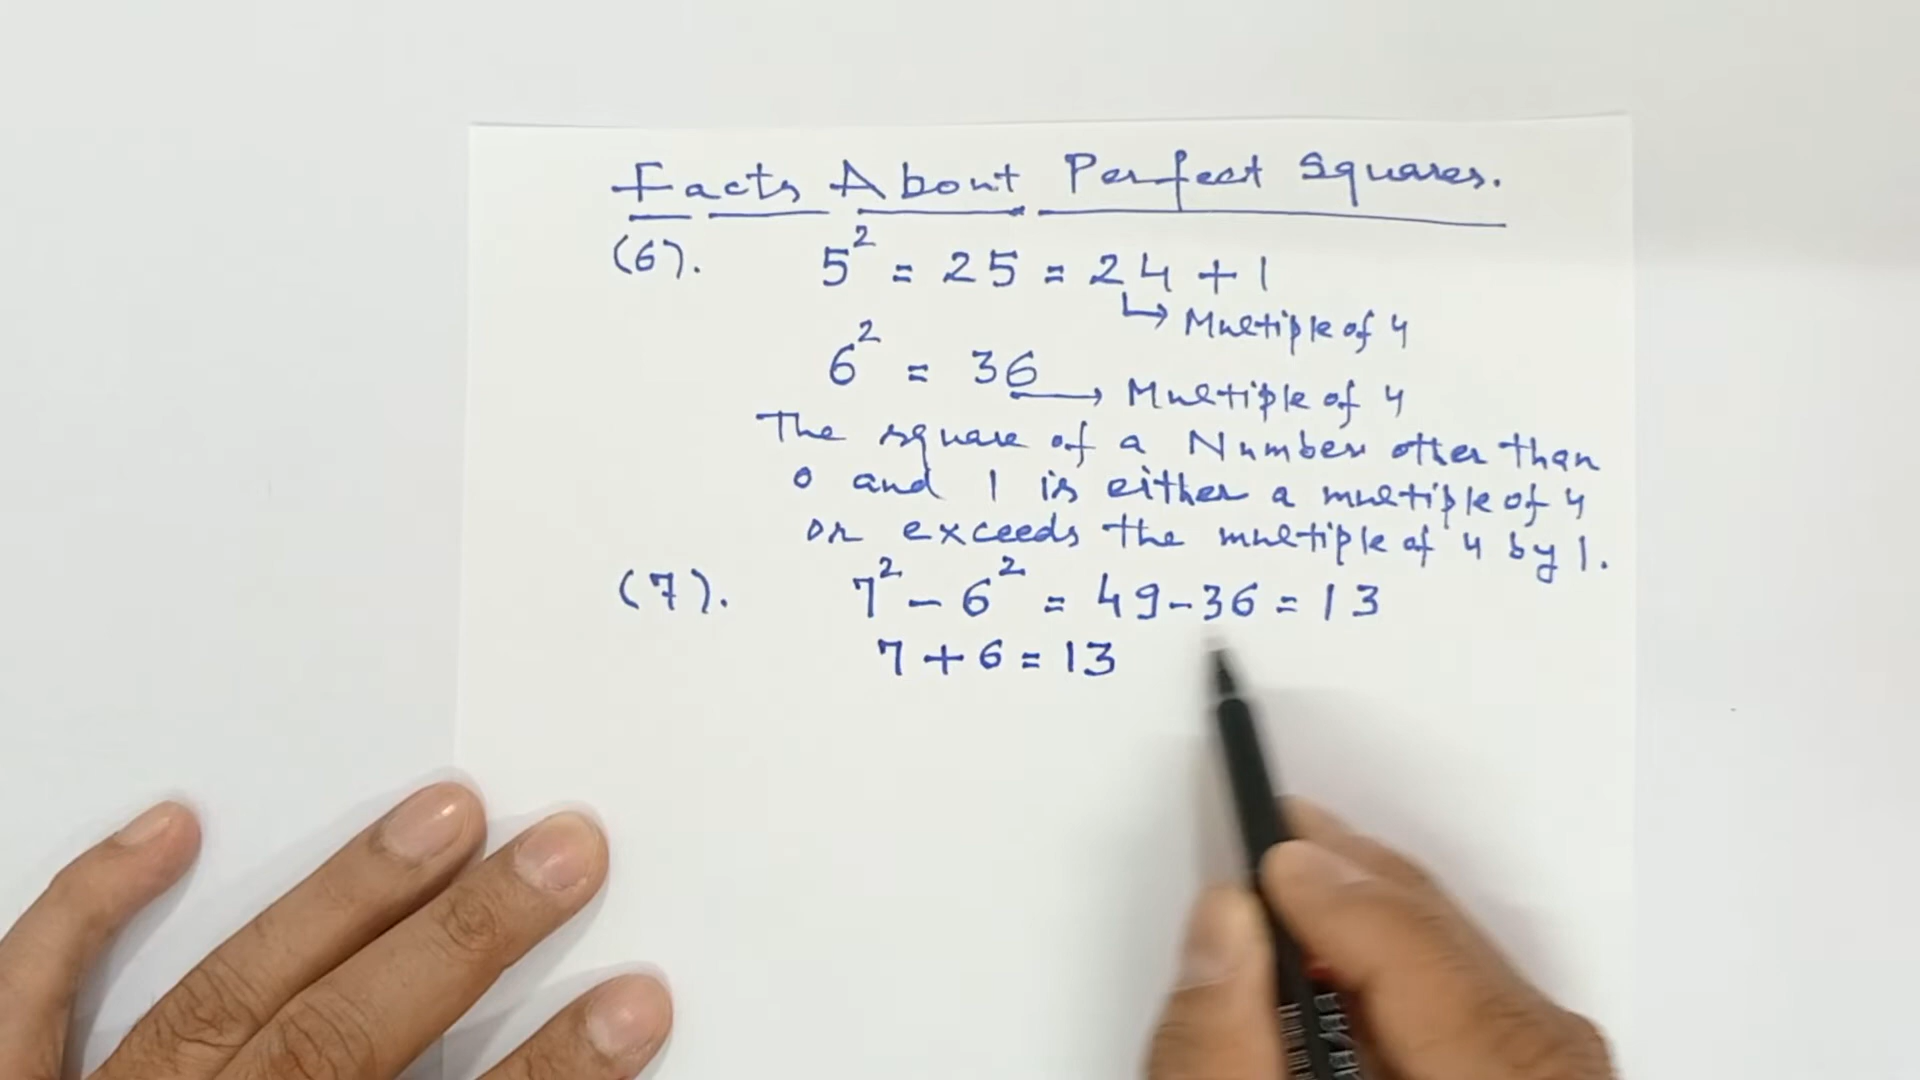 Facts About Perfect Squares.
(6). 5² = 25 = 24 + 1
↳ Multiple of 4
6² = 36 → Multiple of 4
The square of a Number other than
0 and 1 is either a multiple of 4
or exceeds the multiple of 4 by 1.
(7). 7² - 6² = 49 - 36 = 13
7 + 6 = 13